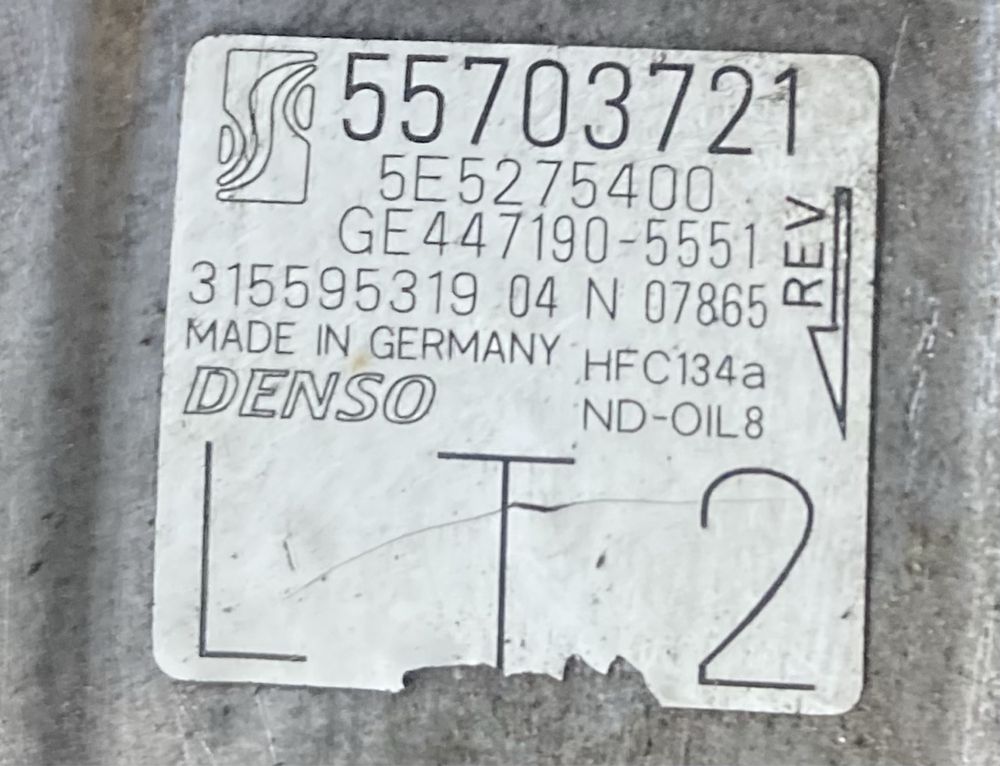 55703721
5E5275400
GE447190-5551
315595319 04 N 07865
REV
MADE IN GERMANY
HFC134a
DENSO
ND-OIL8
LT2